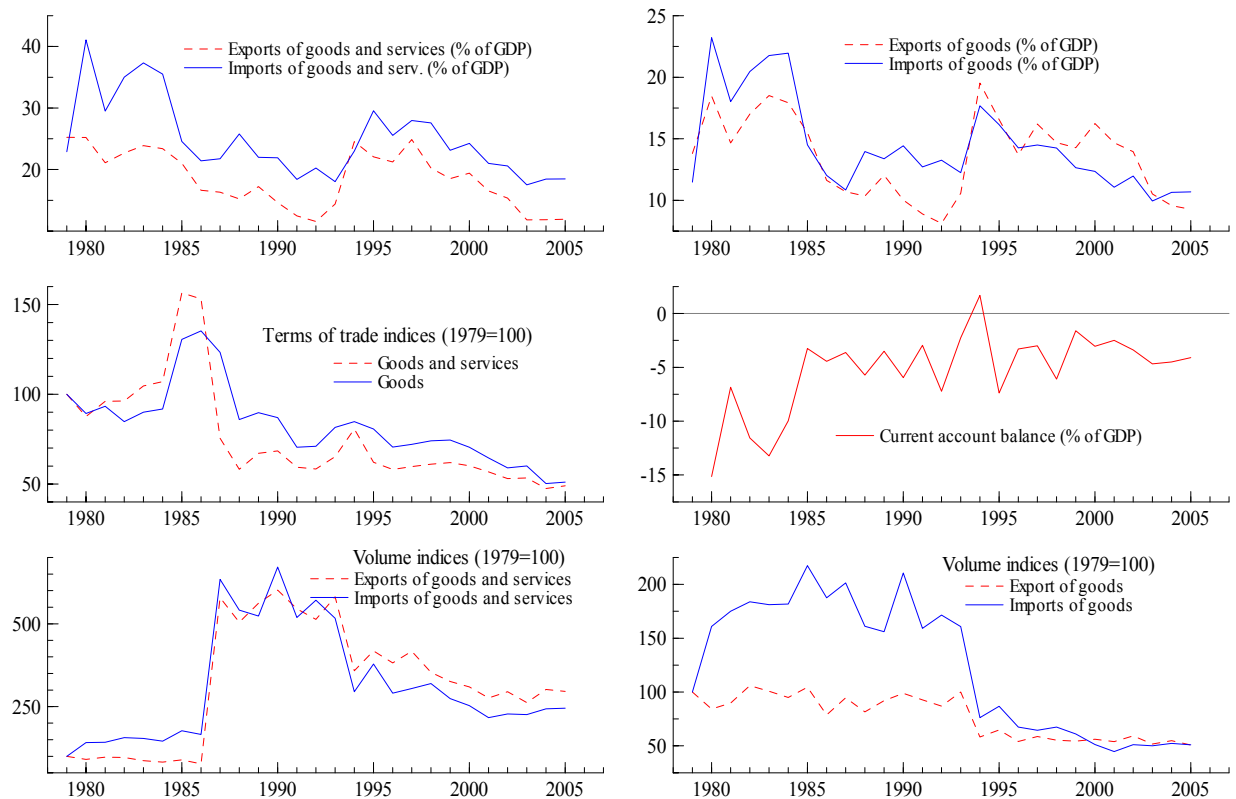 40
30
20
Exports of goods and services (% of GDP)
Imports of goods and serv. (% of GDP)
1980 1985 1990 1995 2000 2005
25
20
15
10
Exports of goods (% of GDP)
Imports of goods (% of GDP)
1980 1985 1990 1995 2000 2005
150
100
50
Terms of trade indices (1979=100)
Goods and services
Goods
1980 1985 1990 1995 2000 2005
0
-5
-10
-15
Current account balance (% of GDP)
1980 1985 1990 1995 2000 2005
500
250
Volume indices (1979=100)
Exports of goods and services
Imports of goods and services
1980 1985 1990 1995 2000 2005
200
150
100
50
Volume indices (1979=100)
Export of goods
Imports of goods
1980 1985 1990 1995 2000 2005